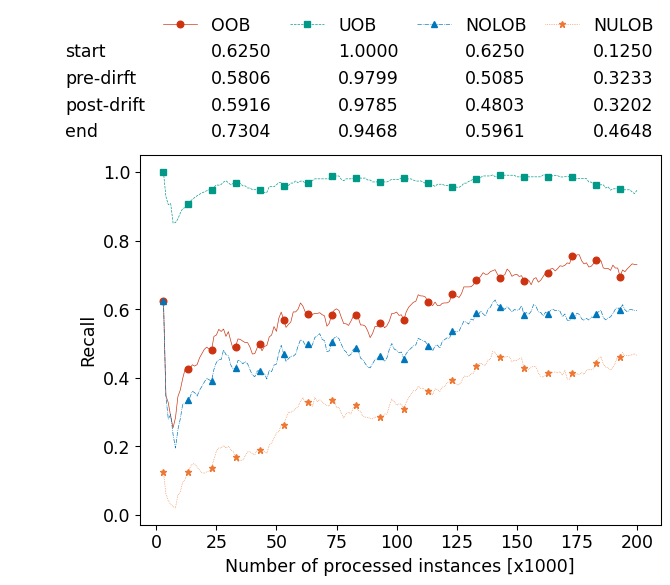 OOB UOB NOLOB NULOB
start 0.6250 1.0000 0.6250 0.1250
pre-dirft 0.5806 0.9799 0.5085 0.3233
post-drift 0.5916 0.9785 0.4803 0.3202
end 0.7304 0.9468 0.5961 0.4648
1.0
0.8
0.6
0.4
0.2
0.0
Recall
0 25 50 75 100 125 150 175 200
Number of processed instances [x1000]